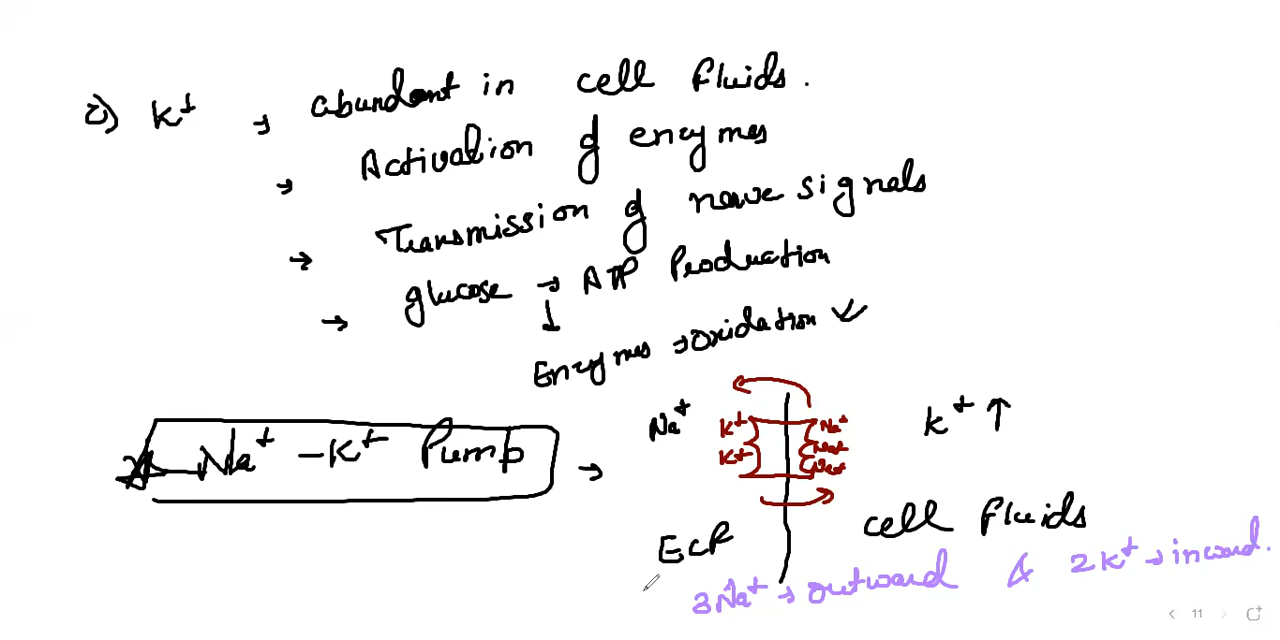 2) K+ → abundant in cell fluids.
→ Activation of enzymes
→ Transmission of nerve signals
→ glucose → ATP Production
↓
Enzymes → Oxidation
Na+ - K+ Pump →
Na+ K+ Na+ K+ ↑
K+ Na+
Na+
ECF cell fluids
3Na+ → outward & 2K+ → inward.
11